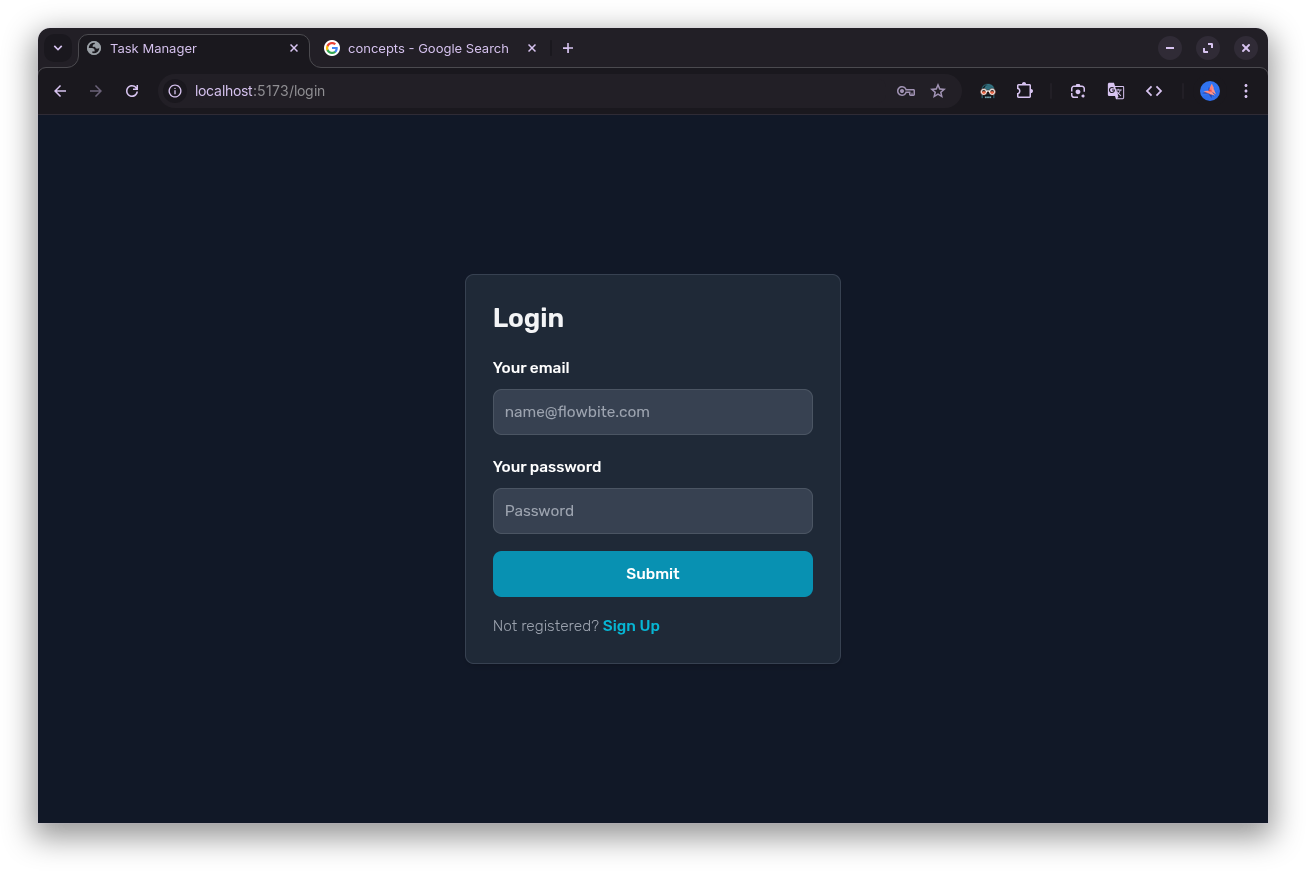 Task Manager
concepts - Google Search
localhost:5173/login
Login
Your email
name@flowbite.com
Your password
Password
Submit
Not registered? Sign Up